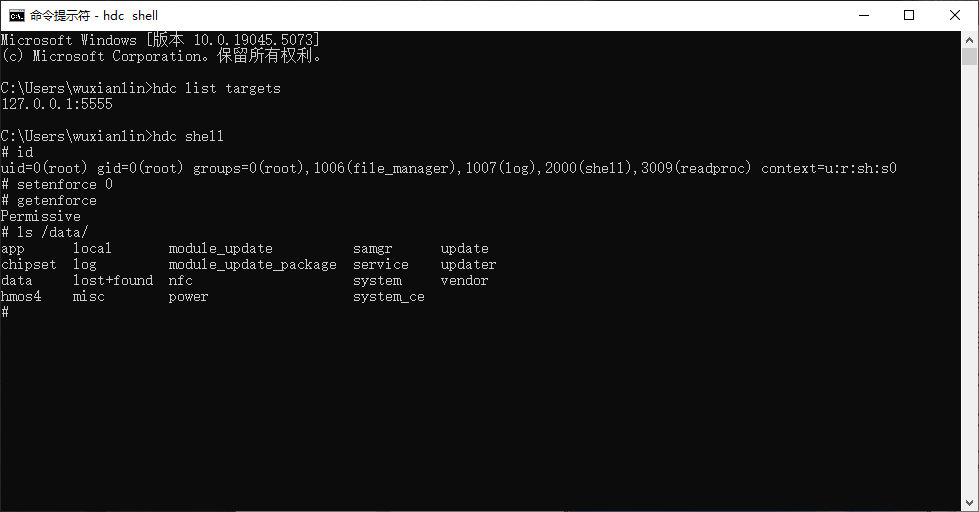 命令提示符 - hdc shell
Microsoft Windows [版本 10.0.19045.5073]
(c) Microsoft Corporation。保留所有权利。
C:\Users\wuxianlin>hdc list targets
127.0.0.1:5555
C:\Users\wuxianlin>hdc shell
# id
uid=0(root) gid=0(root) groups=0(root),1006(file_manager),1007(log),2000(shell),3009(readproc) context=u:r:sh:s0
# setenforce 0
# getenforce
Permissive
# ls /data/
app local module_update samgr update
chipset log module_update_package service updater
data lost+found nfc system vendor
hmos4 misc power system_ce
#